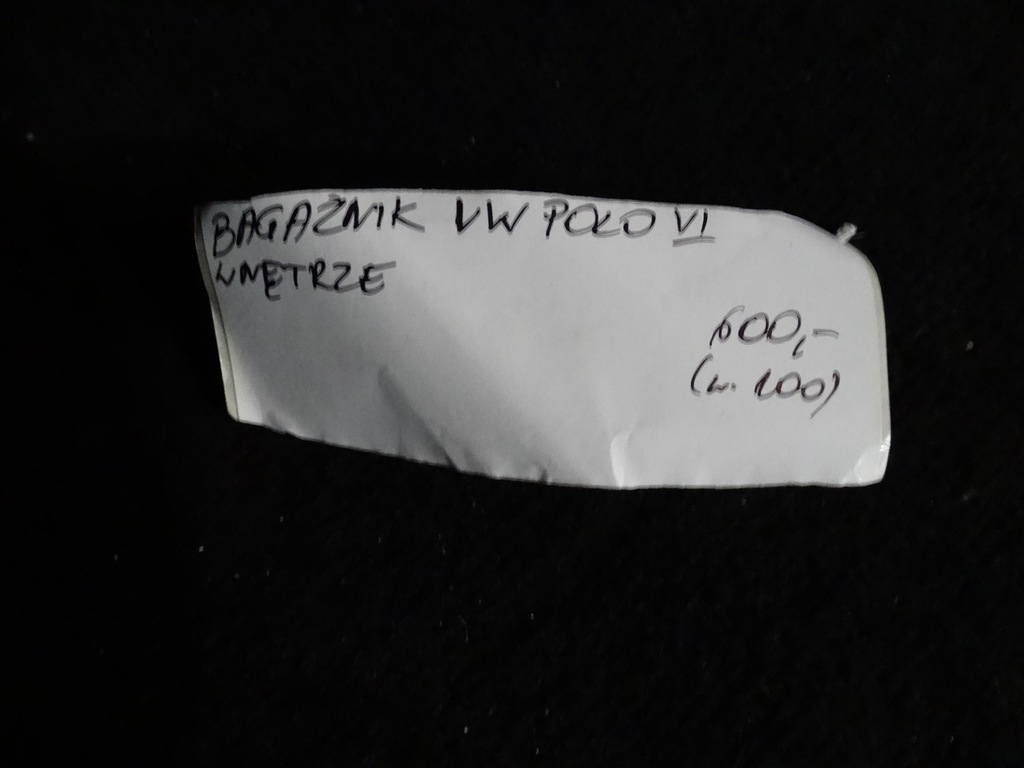 BAGAŻNIK VW POLO VI
WNĘTRZE
600,-
(w. 100)